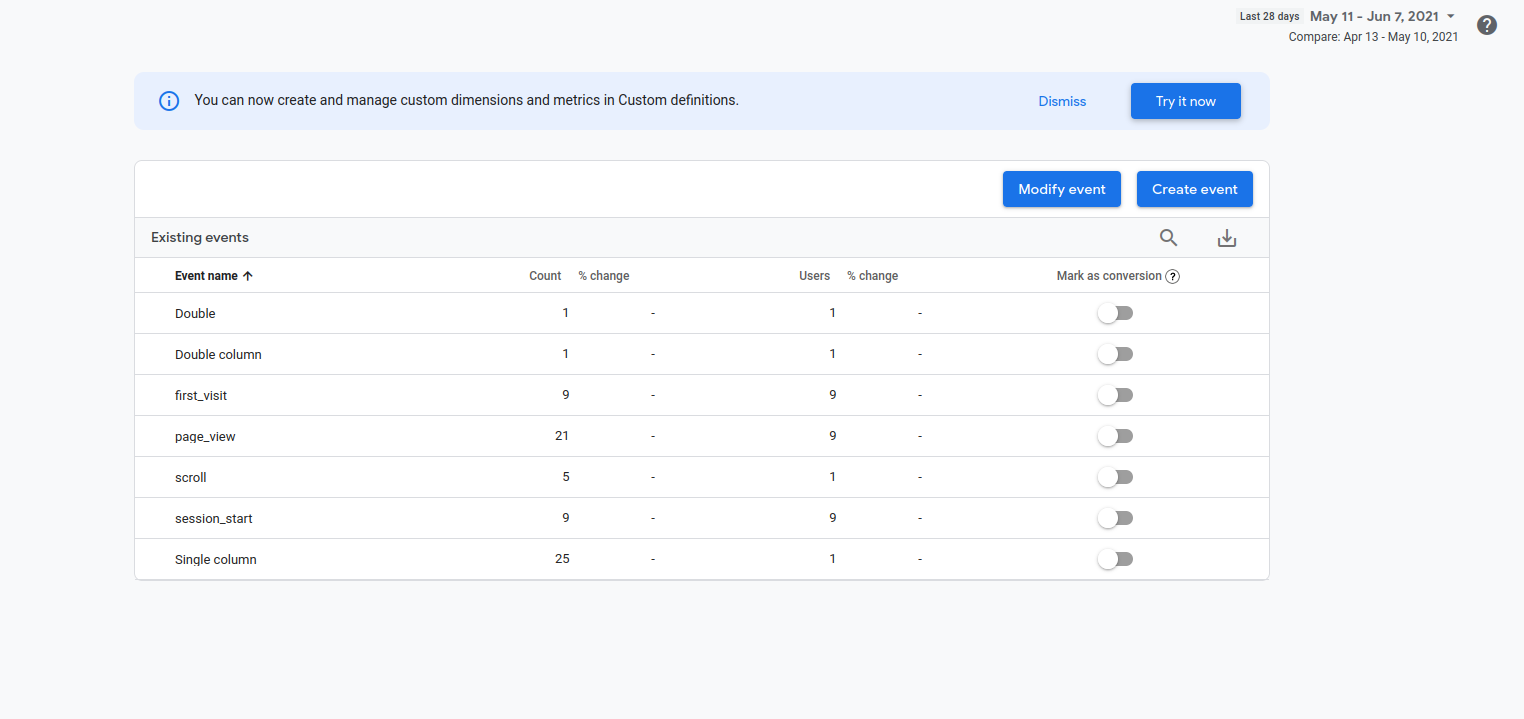 Last 28 days May 11 - Jun 7, 2021
Compare: Apr 13 - May 10, 2021
You can now create and manage custom dimensions and metrics in Custom definitions. Dismiss Try it now
Modify event Create event
Existing events
Event name Count % change Users % change Mark as conversion
Double 1 - 1 -
Double column 1 - 1 -
first_visit 9 - 9 -
page_view 21 - 9 -
scroll 5 - 1 -
session_start 9 - 9 -
Single column 25 - 1 -